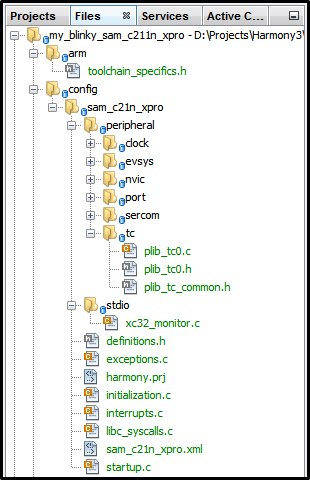 Projects Files Services Active C...
my_blinky_sam_c211n_xpro - D:\Projects\Harmony3\
arm
toolchain_specifics.h
config
sam_c21n_xpro
peripheral
clock
evsys
nvic
port
sercom
tc
plib_tc0.c
plib_tc0.h
plib_tc_common.h
stdio
xc32_monitor.c
definitions.h
exceptions.c
harmony.prj
initialization.c
interrupts.c
libc_syscalls.c
sam_c21n_xpro.xml
startup.c